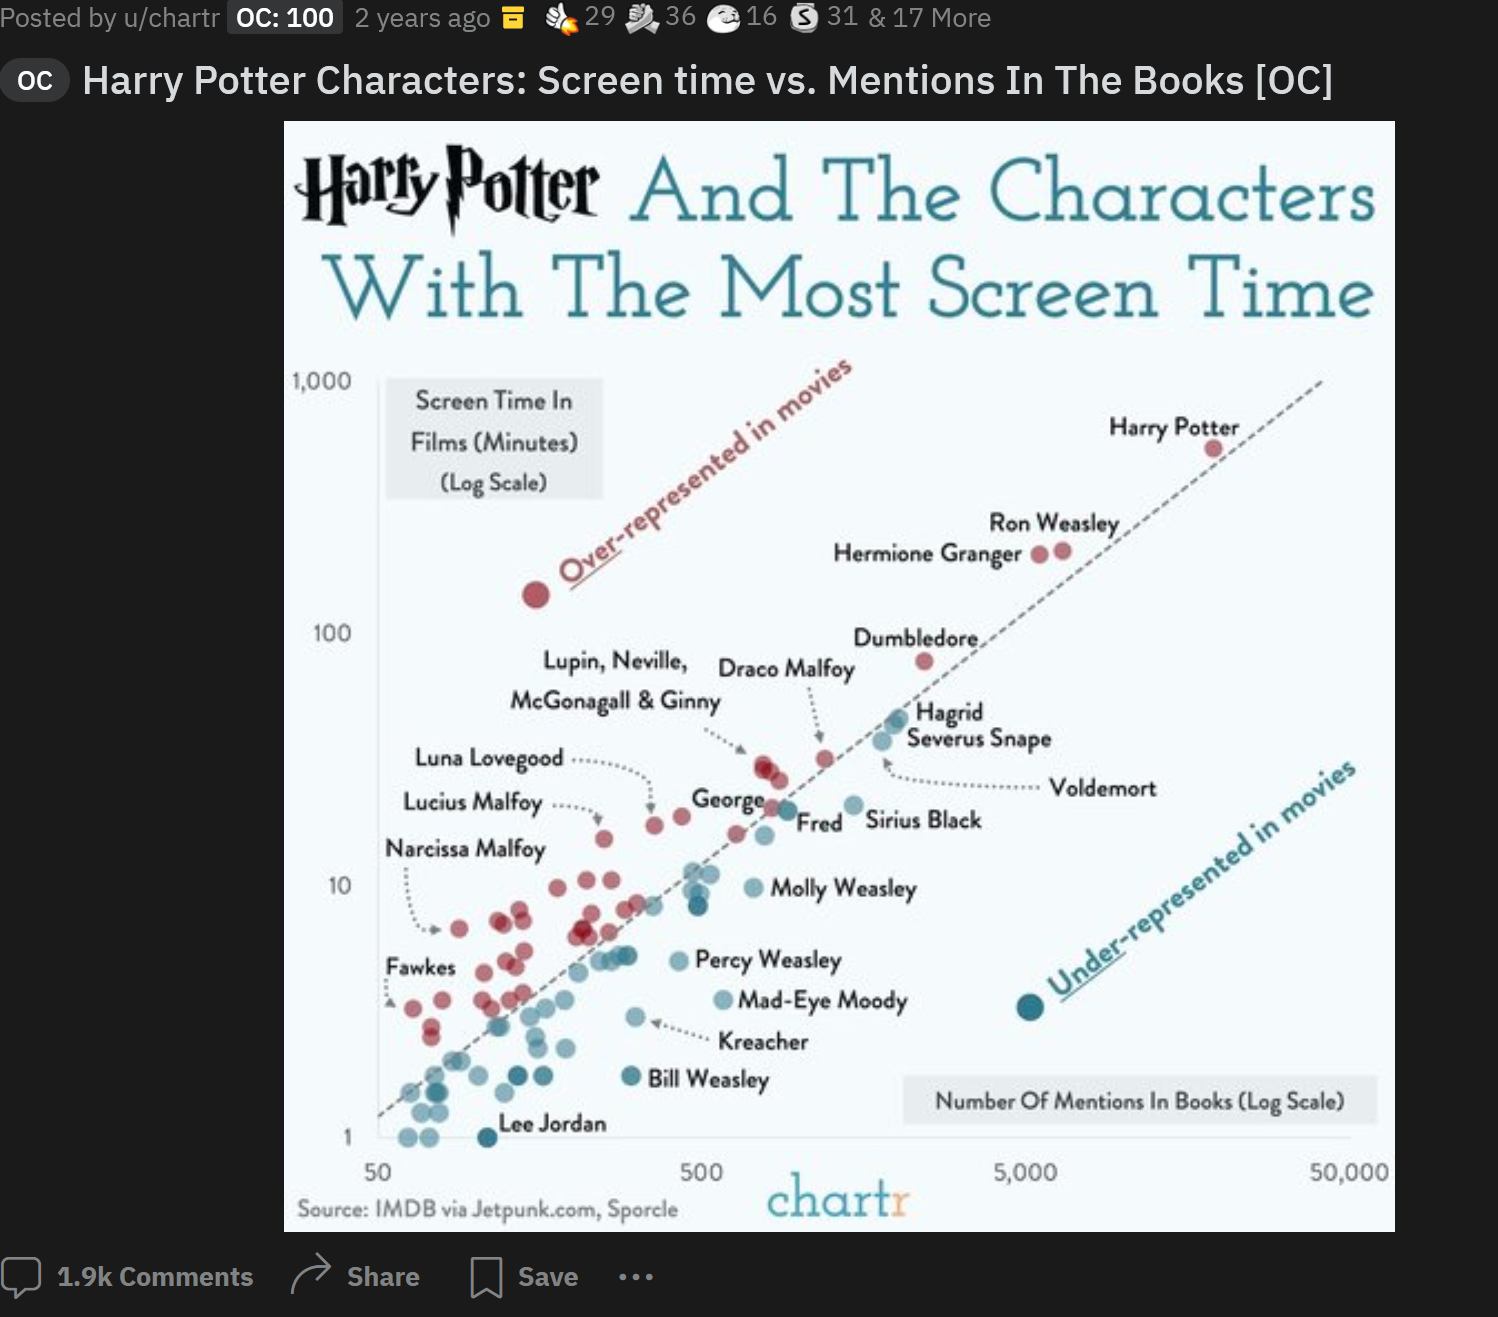 Posted by u/chartr OC: 100 2 years ago 29 36 16 S 31 & 17 More
OC Harry Potter Characters: Screen time vs. Mentions In The Books [OC]
Harry Potter And The Characters
With The Most Screen Time
1,000
Screen Time In
Films (Minutes)
(Log Scale)
Over-represented in movies
Harry Potter
Ron Weasley
Hermione Granger
100
Dumbledore
Lupin, Neville,
McGonagall & Ginny
Draco Malfoy
Hagrid
Severus Snape
Luna Lovegood
Voldemort
Lucius Malfoy
George
Fred
Sirius Black
Narcissa Malfoy
10
Molly Weasley
Under-represented in movies
Percy Weasley
Fawkes
Mad-Eye Moody
Kreacher
Bill Weasley
Number Of Mentions In Books (Log Scale)
Lee Jordan
1
50
500
5,000
50,000
Source: IMDB via Jetpunk.com, Sporcle
chartr
1.9k Comments Share Save